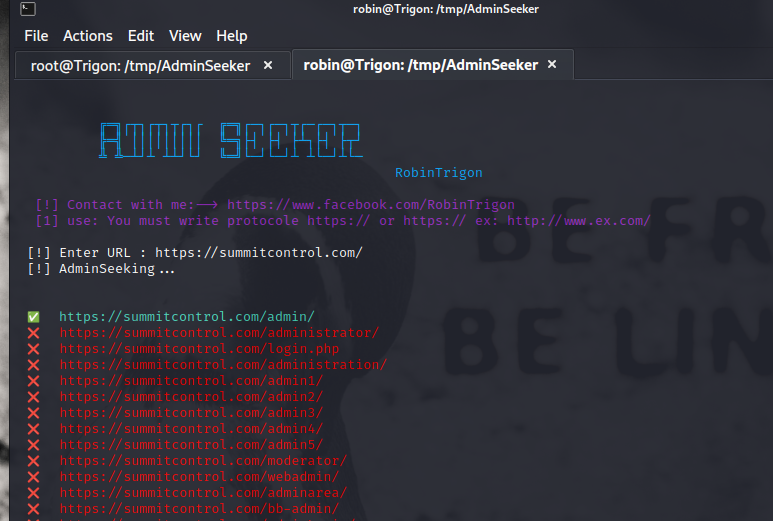 robin@Trigon: /tmp/AdminSeeker
File Actions Edit View Help
root@Trigon: /tmp/AdminSeeker × robin@Trigon: /tmp/AdminSeeker ×
RobinTrigon
[!] Contact with me:--> https://www.facebook.com/RobinTrigon
[1] use: You must write protocole https:// or https:// ex: http://www.ex.com/
[!] Enter URL : https://summitcontrol.com/
[!] AdminSeeking...
✅ https://summitcontrol.com/admin/
❌ https://summitcontrol.com/administrator/
❌ https://summitcontrol.com/login.php
❌ https://summitcontrol.com/administration/
❌ https://summitcontrol.com/admin1/
❌ https://summitcontrol.com/admin2/
❌ https://summitcontrol.com/admin3/
❌ https://summitcontrol.com/admin4/
❌ https://summitcontrol.com/admin5/
❌ https://summitcontrol.com/moderator/
❌ https://summitcontrol.com/webadmin/
❌ https://summitcontrol.com/adminarea/
❌ https://summitcontrol.com/bb-admin/
BE FR
BE LIN